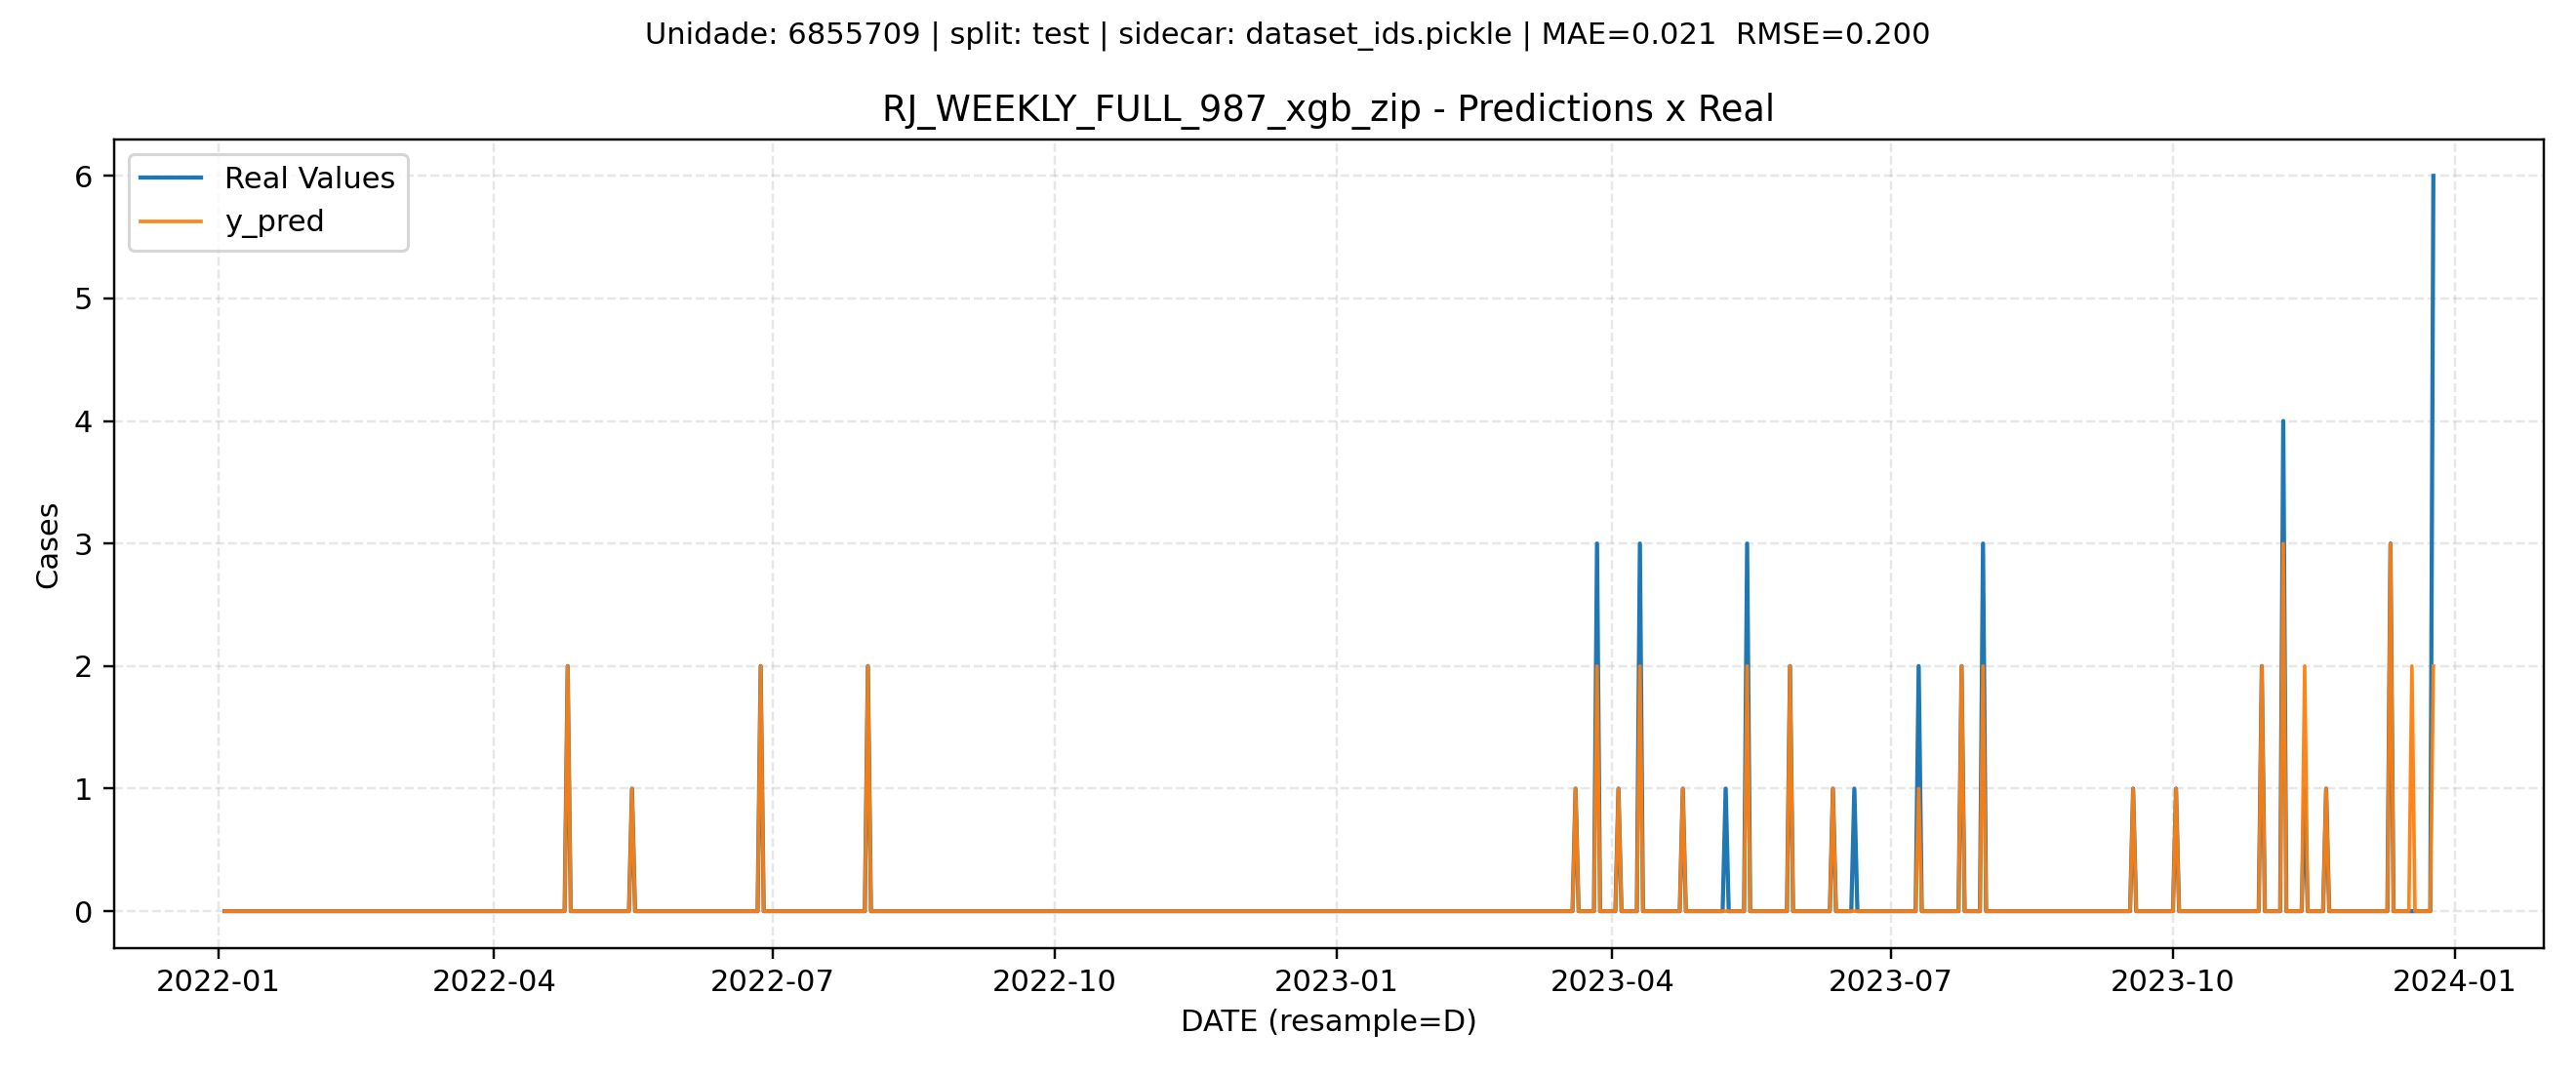 Unidade: 6855709 | split: test | sidecar: dataset_ids.pickle | MAE=0.021  RMSE=0.200
RJ_WEEKLY_FULL_987_xgb_zip - Predictions x Real
Real Values
y_pred
6
5
4
3
2
1
0
Cases
2022-01 2022-04 2022-07 2022-10 2023-01 2023-04 2023-07 2023-10 2024-01
DATE (resample=D)